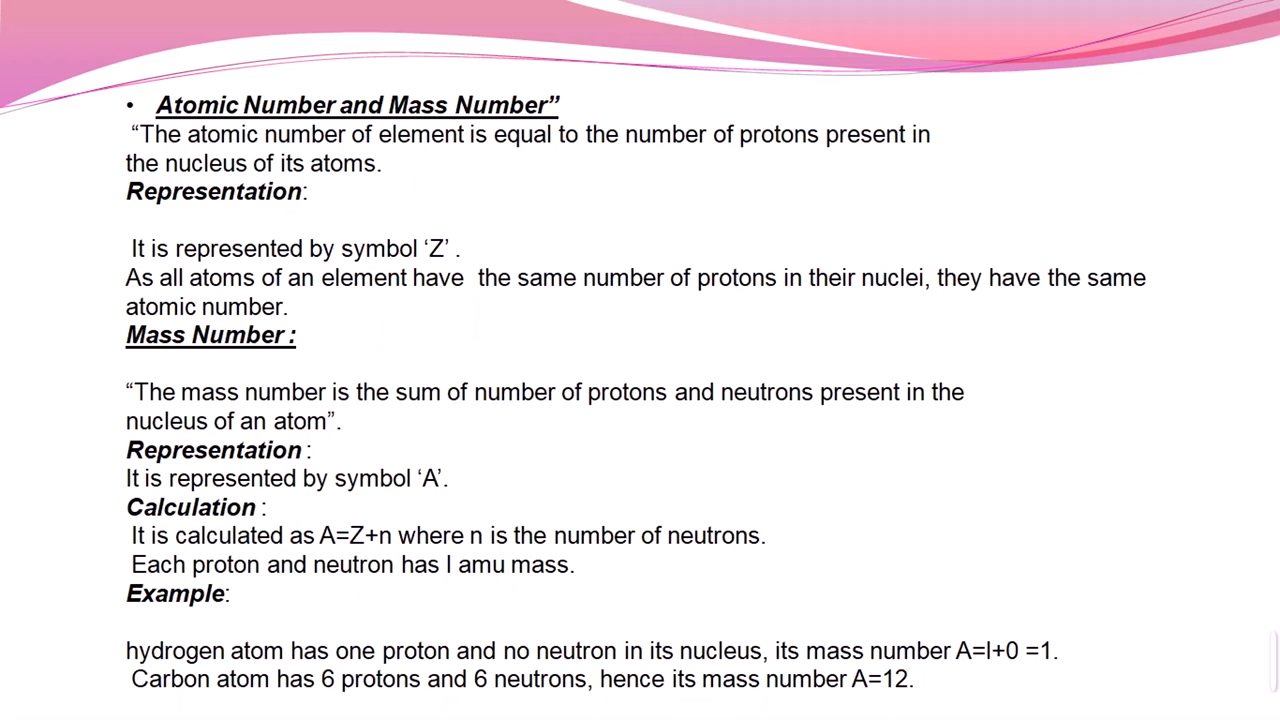 • Atomic Number and Mass Number”
“The atomic number of element is equal to the number of protons present in
the nucleus of its atoms.
Representation:
It is represented by symbol ‘Z’ .
As all atoms of an element have the same number of protons in their nuclei, they have the same
atomic number.
Mass Number :
“The mass number is the sum of number of protons and neutrons present in the
nucleus of an atom”.
Representation :
It is represented by symbol ‘A’.
Calculation :
It is calculated as A=Z+n where n is the number of neutrons.
Each proton and neutron has I amu mass.
Example:
hydrogen atom has one proton and no neutron in its nucleus, its mass number A=I+0 =1.
Carbon atom has 6 protons and 6 neutrons, hence its mass number A=12.